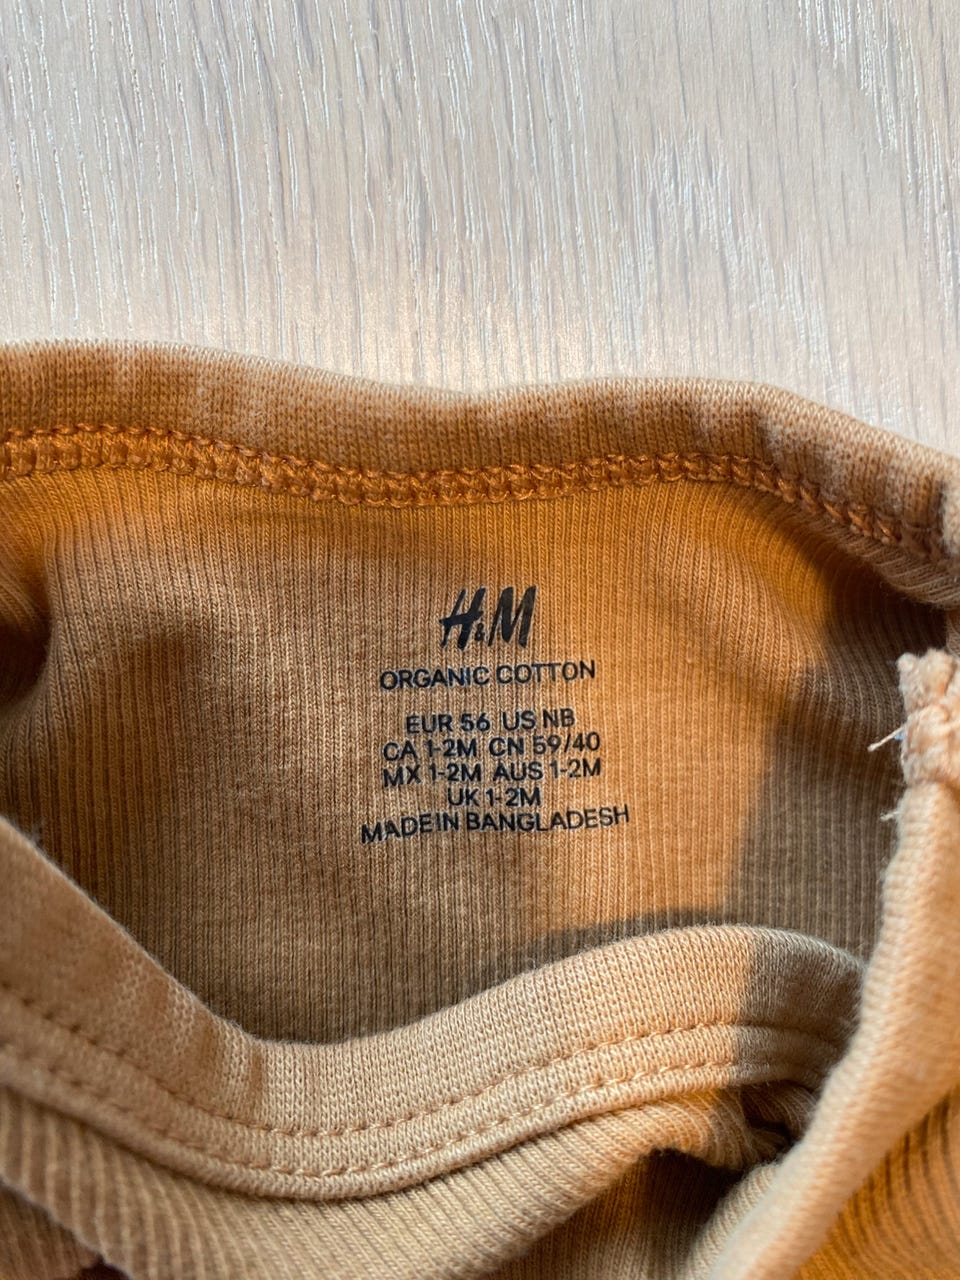 H&M
ORGANIC COTTON
EUR 56 US NB
CA 1-2M CN 59/40
MX 1-2M AUS 1-2M
UK 1-2M
MADE IN BANGLADESH